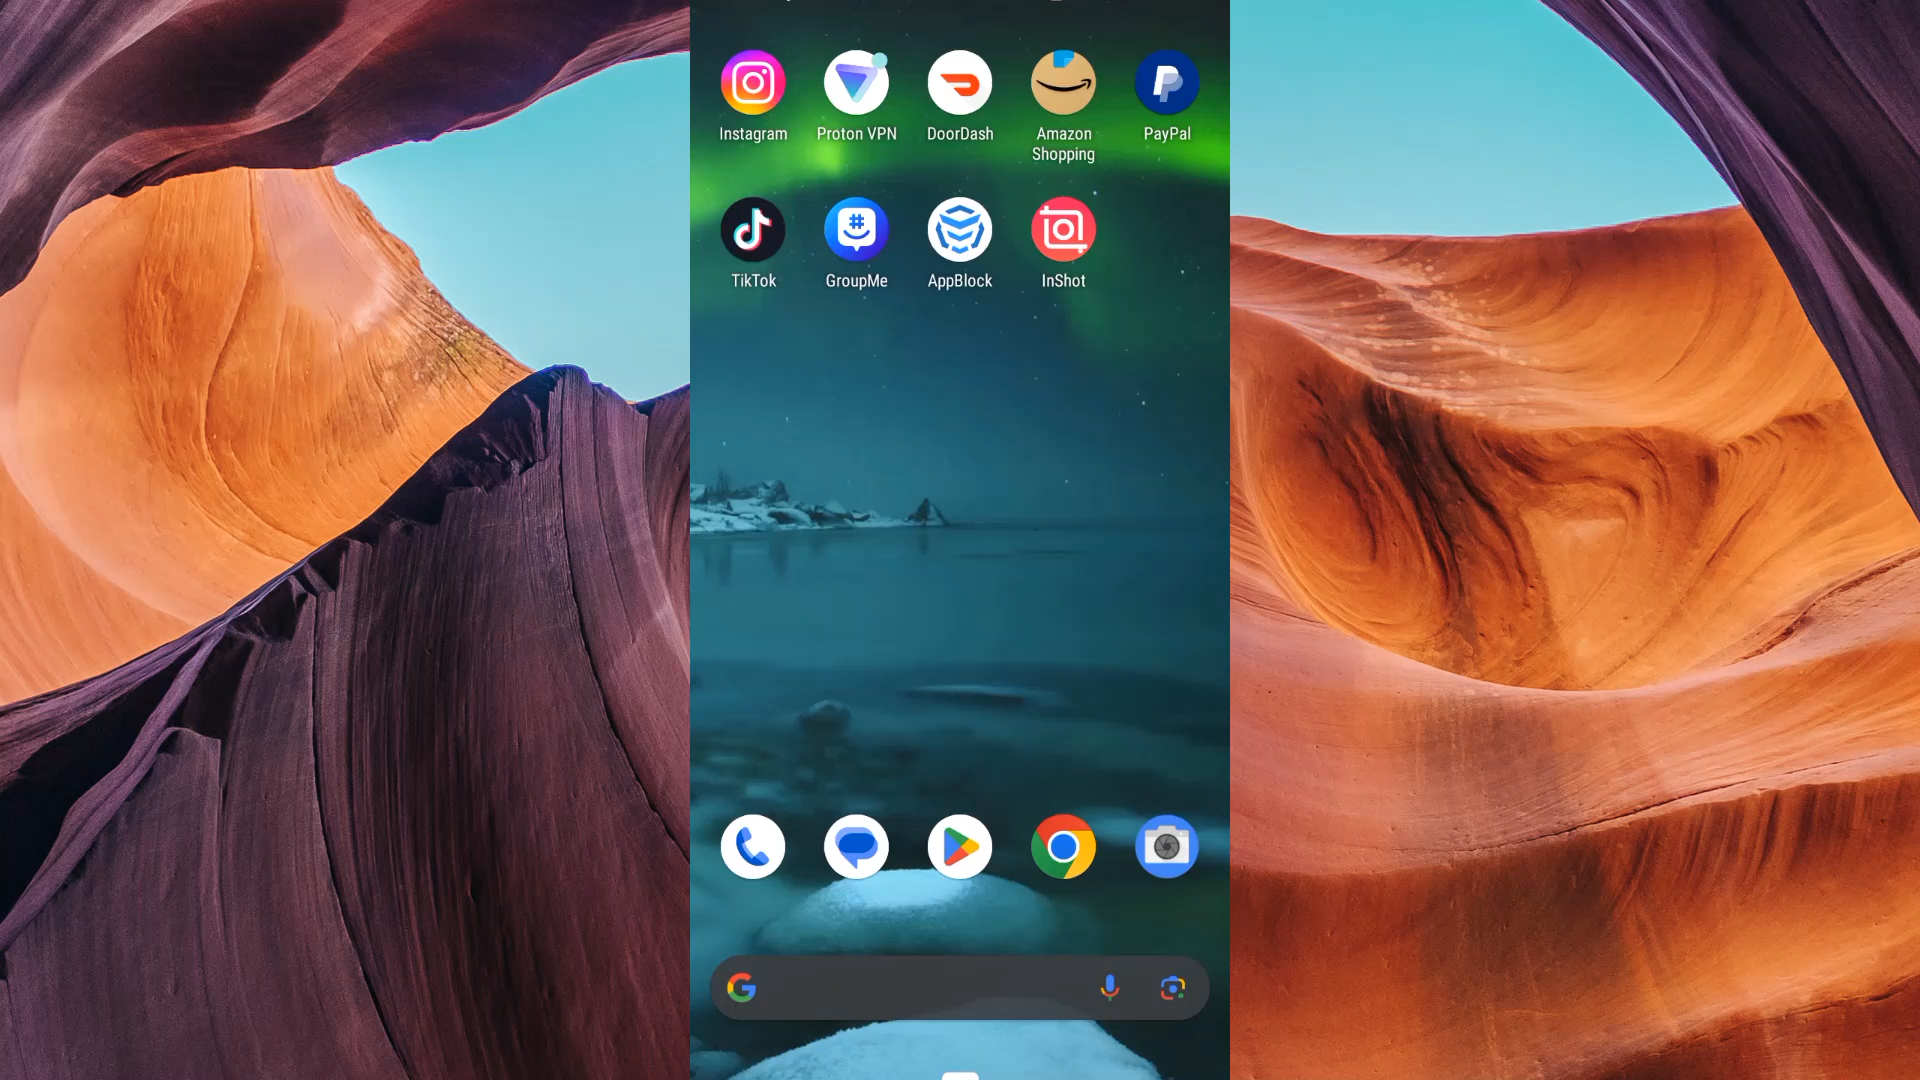 Instagram
Proton VPN
DoorDash
Amazon
Shopping
PayPal
TikTok
GroupMe
AppBlock
InShot